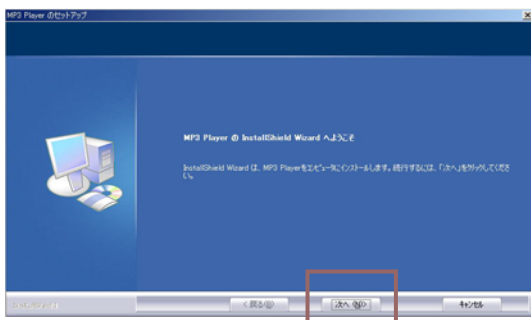 MP3 Player のセットアップ
MP3 Player の InstallShield Wizard へようこそ
InstallShield Wizard は、MP3 Playerをコンピュータにインストールします。続行するには、「次へ」をクリックしてくださ
い。
InstallShield
< 戻る(B)
次へ(N)>
キャンセル